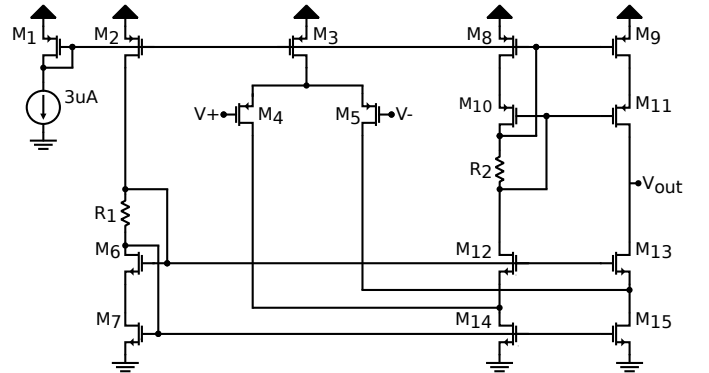 M1 M2 M3 M8 M9
3uA
V+ M4 M5 V- M10 M11
R2
Vout
R1
M6 M12 M13
M7 M14 M15